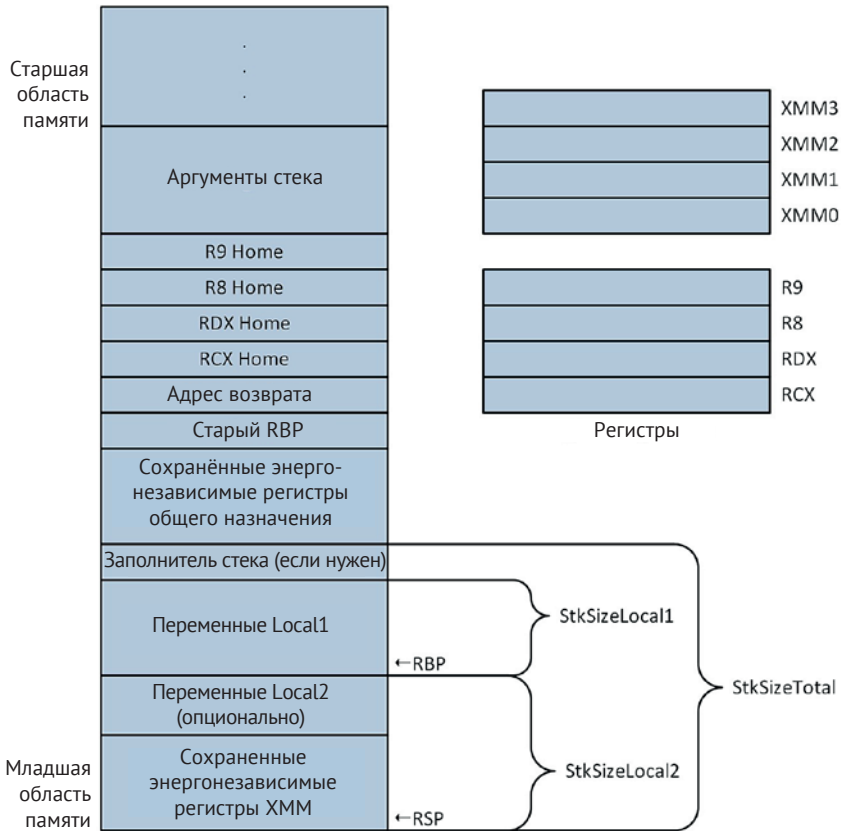 .
.
.
Старшая
область
памяти
Аргументы стека
R9 Home
R8 Home
RDX Home
RCX Home
Адрес возврата
Старый RBP
Сохранённые энерго-
независимые регистры
общего назначения
Заполнитель стека (если нужен)
Переменные Local1
←RBP
Переменные Local2
(опционально)
Сохраненные
энергонезависимые
регистры XMM
←RSP
Младшая
область
памяти
XMM3
XMM2
XMM1
XMM0
R9
R8
RDX
RCX
Регистры
StkSizeLocal1
StkSizeTotal
StkSizeLocal2